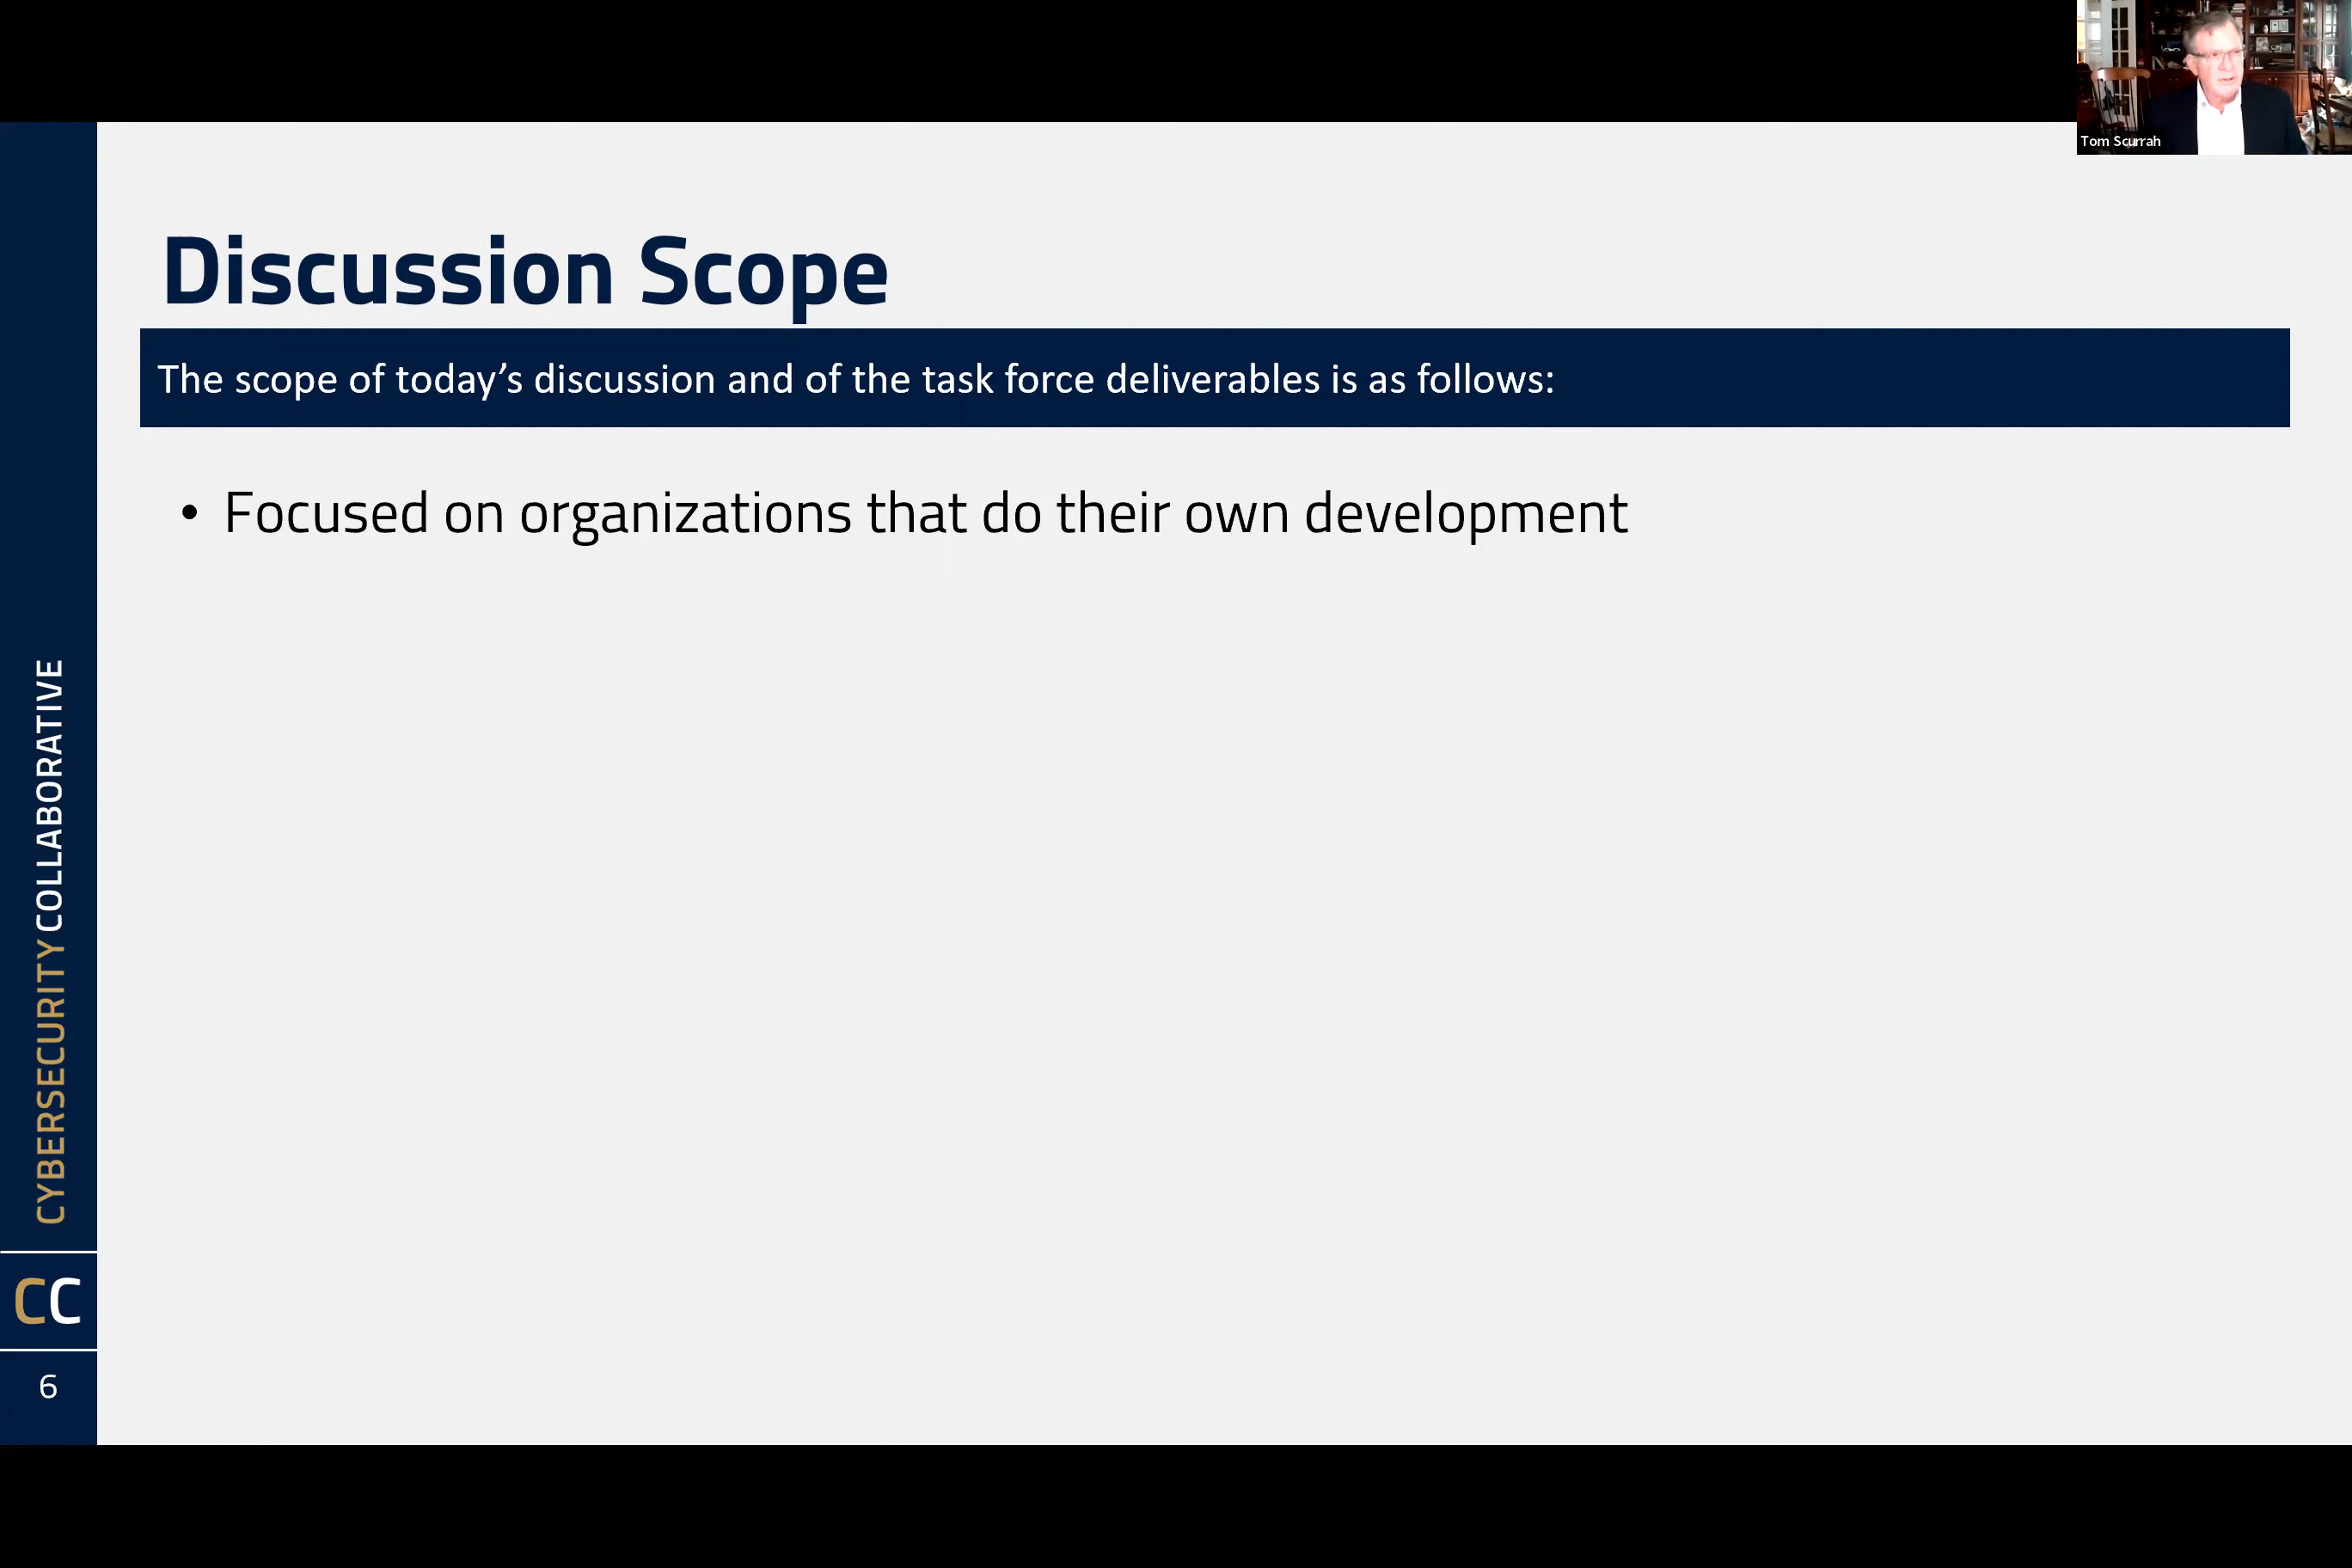 Tom Scurrah
Discussion Scope
The scope of today’s discussion and of the task force deliverables is as follows:
• Focused on organizations that do their own development
CYBERSECURITY COLLABORATIVE
CC
6